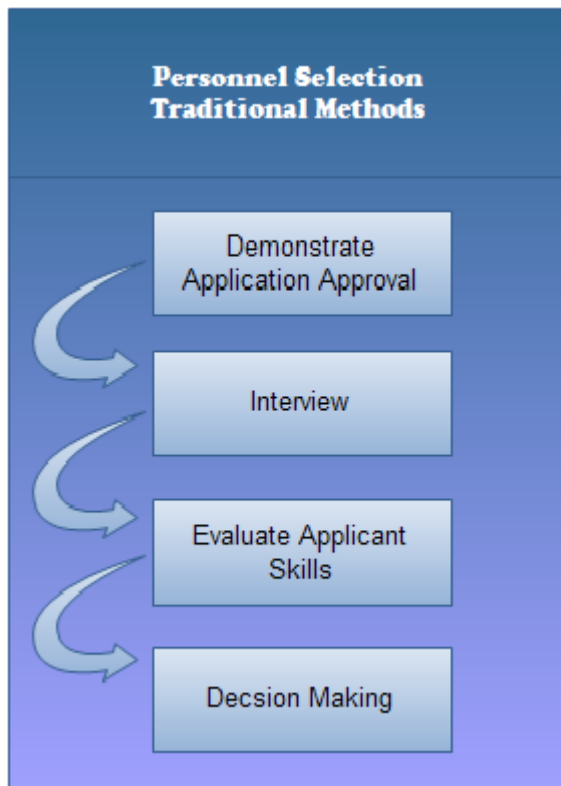 Personnel Selection
Traditional Methods
Demonstrate
Application Approval
Interview
Evaluate Applicant
Skills
Decsion Making